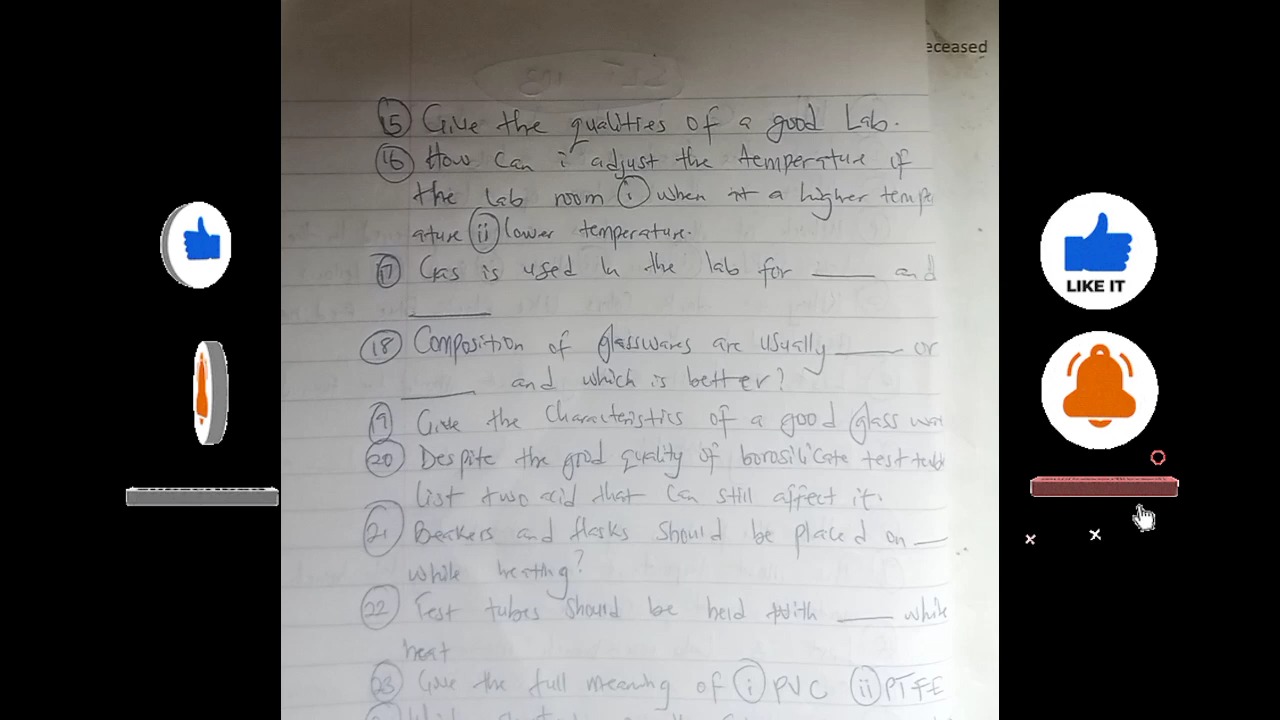 eceased
15 Give the qualities of a good Lab.
16 How can i adjust the temperature of
the lab room i when it a higher temper
ature ii lower temperature.
17 Gas is used in the lab for ____ and
____
18 Composition of glasswares are usually ____ or
____ and which is better?
19 Give the characteristics of a good glass war
20 Despite the good quality of borosilicate test
list two acid that can still affect it.
21 Beakers and flasks should be placed on __
while heating?
22 Test tubes should be held with ____ while
heat
23 Give the full meaning of i PVC ii PTFE
LIKE IT